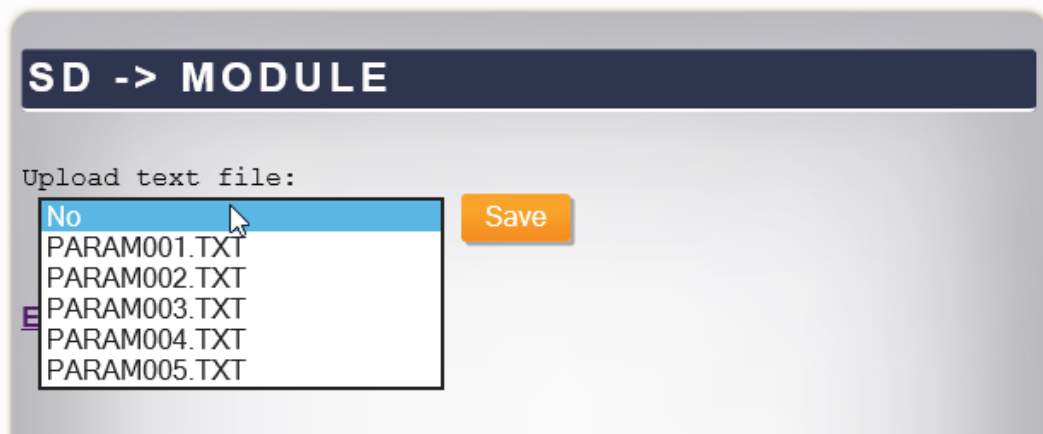 SD -> MODULE
Upload text file:
No
Save
PARAM001.TXT
PARAM002.TXT
PARAM003.TXT
PARAM004.TXT
PARAM005.TXT